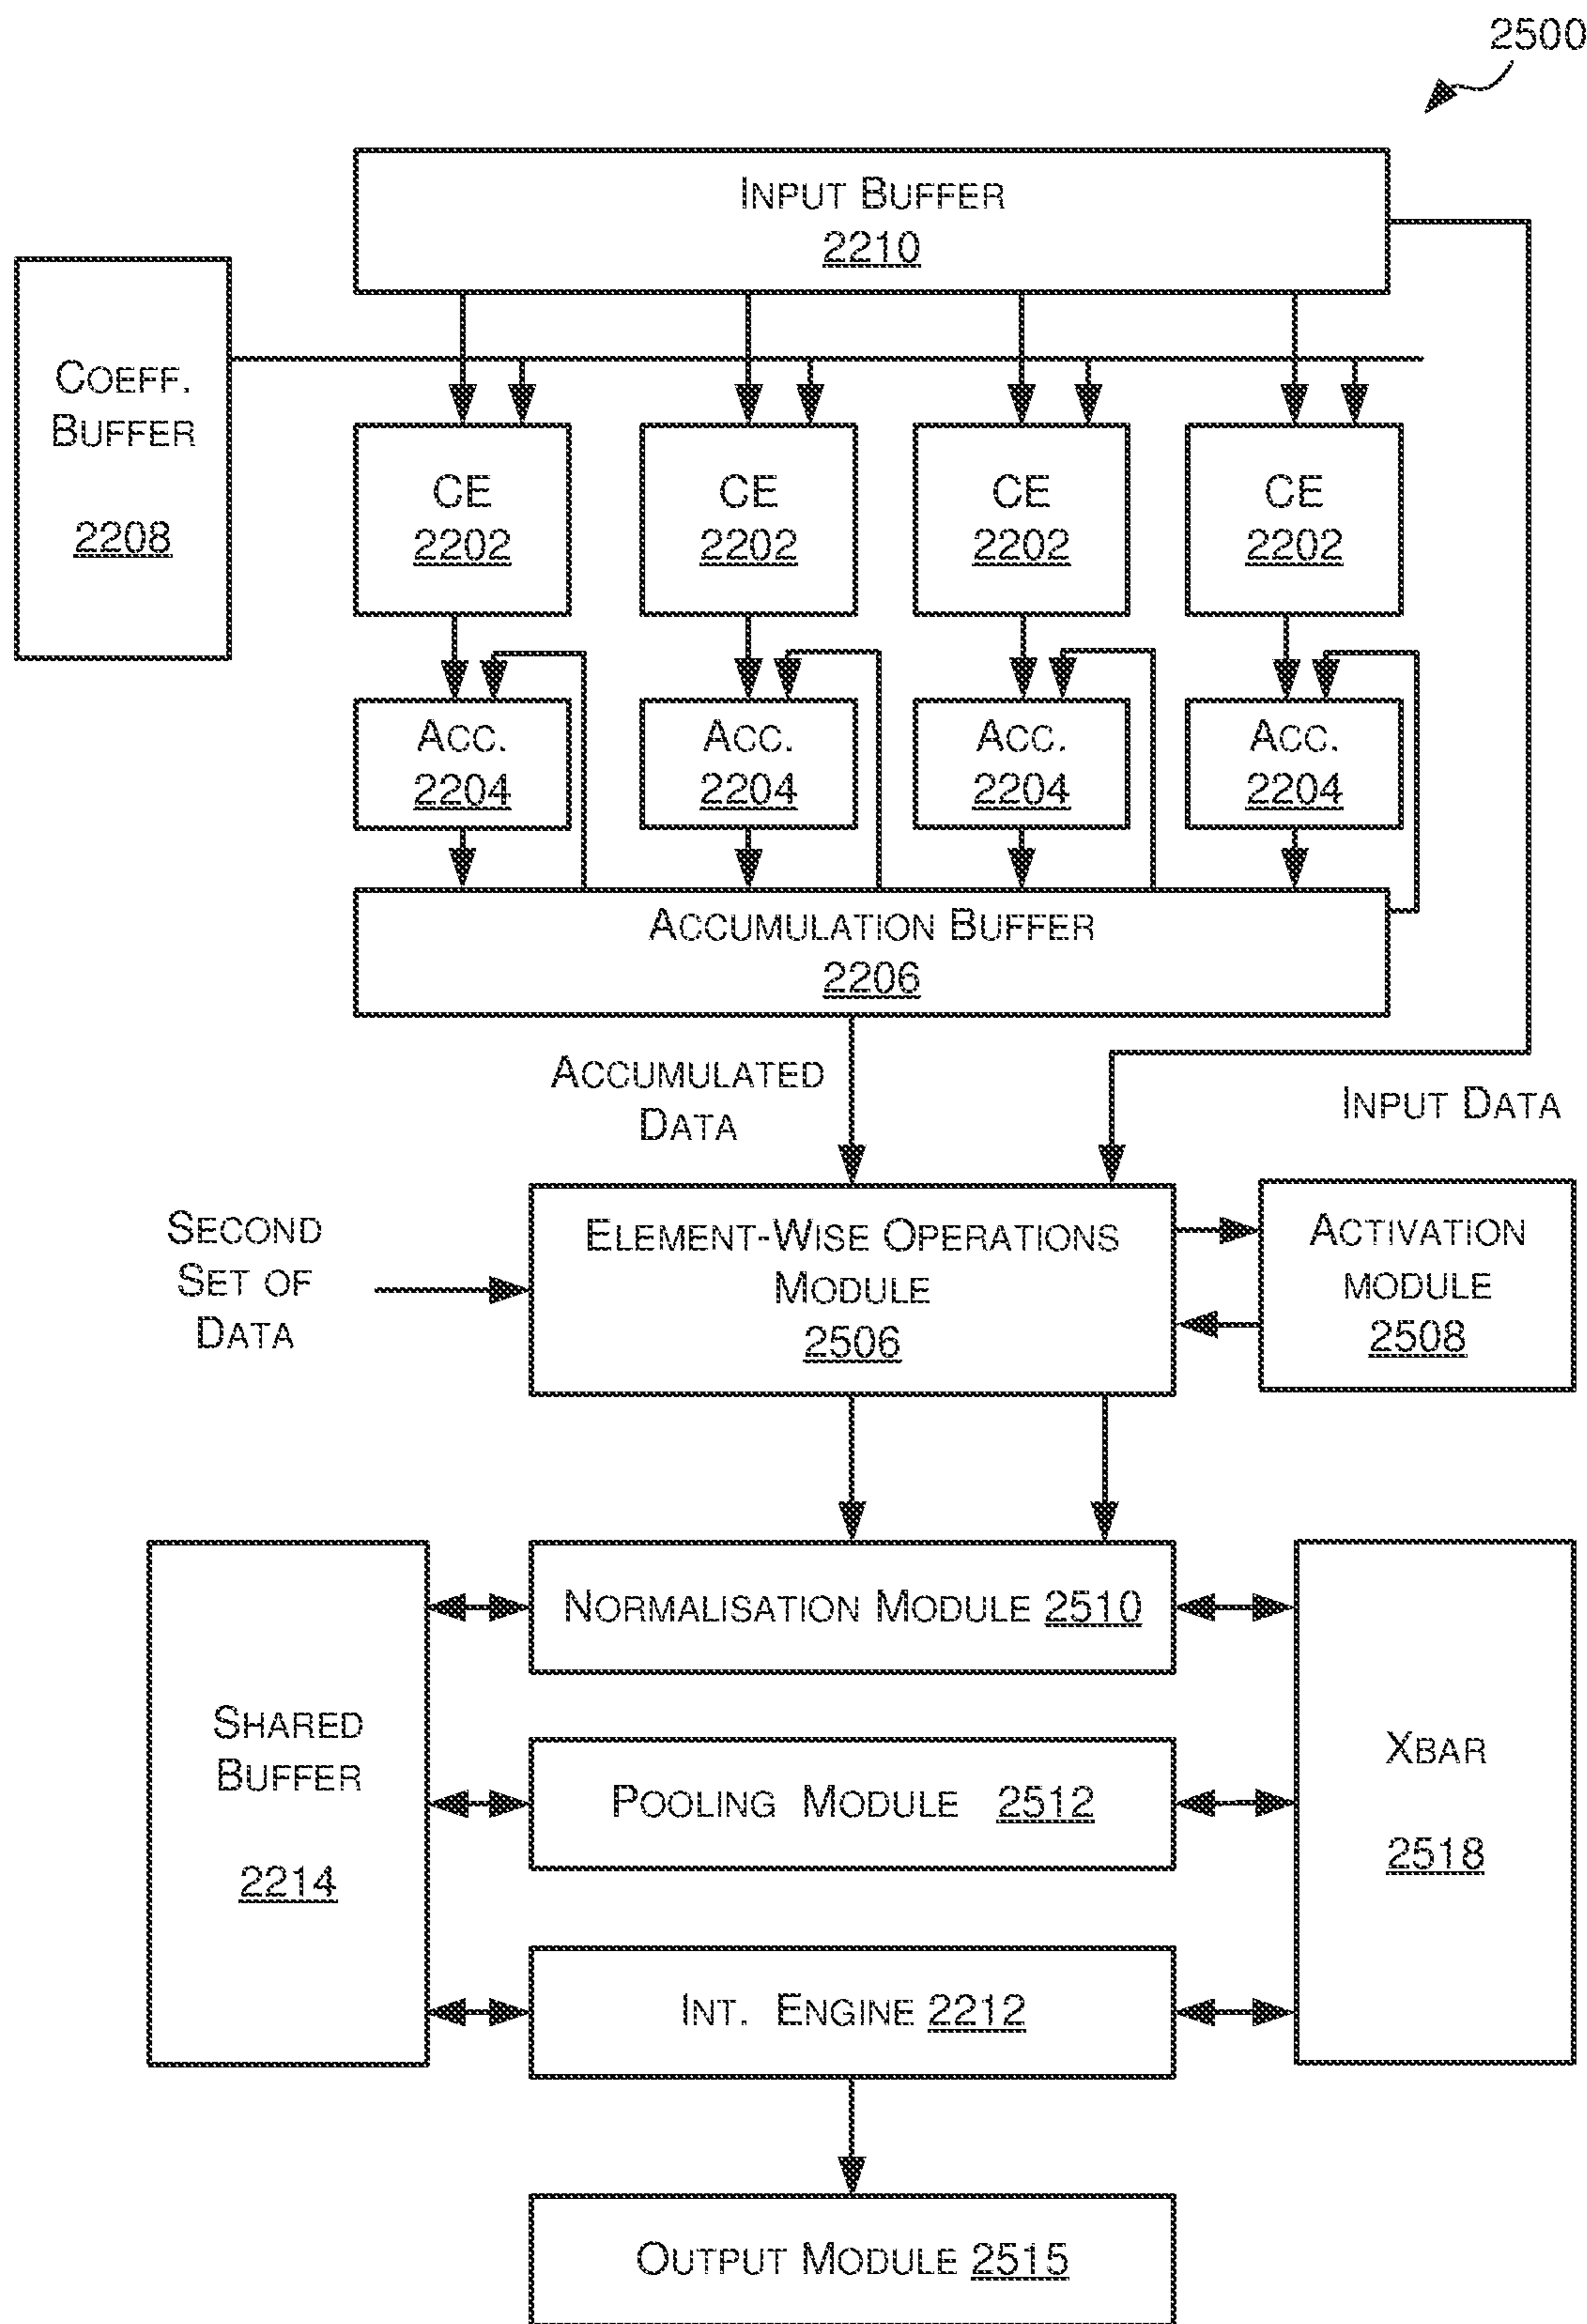 2500
INPUT BUFFER
2210
COEFF.
BUFFER
2208
CE
2202
CE
2202
CE
2202
CE
2202
ACC.
2204
ACC.
2204
ACC.
2204
ACC.
2204
ACCUMULATION BUFFER
2206
ACCUMULATED
DATA
INPUT DATA
SECOND
SET OF
DATA
ELEMENT-WISE OPERATIONS
MODULE
2506
ACTIVATION
MODULE
2508
NORMALISATION MODULE 2510
SHARED
BUFFER
2214
POOLING MODULE 2512
XBAR
2518
INT. ENGINE 2212
OUTPUT MODULE 2515